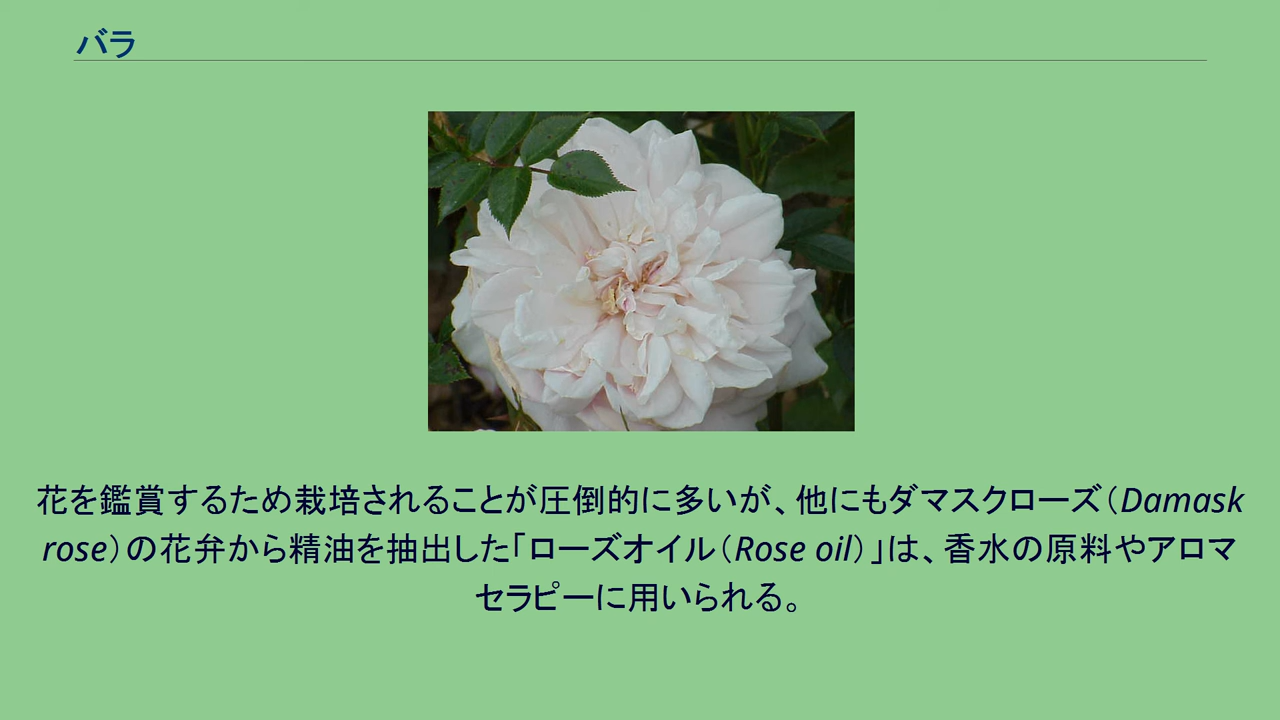 バラ
花を鑑賞するため栽培されることが圧倒的に多いが、他にもダマスクローズ（Damask
rose）の花弁から精油を抽出した「ローズオイル（Rose oil）」は、香水の原料やアロマ
セラピーに用いられる。